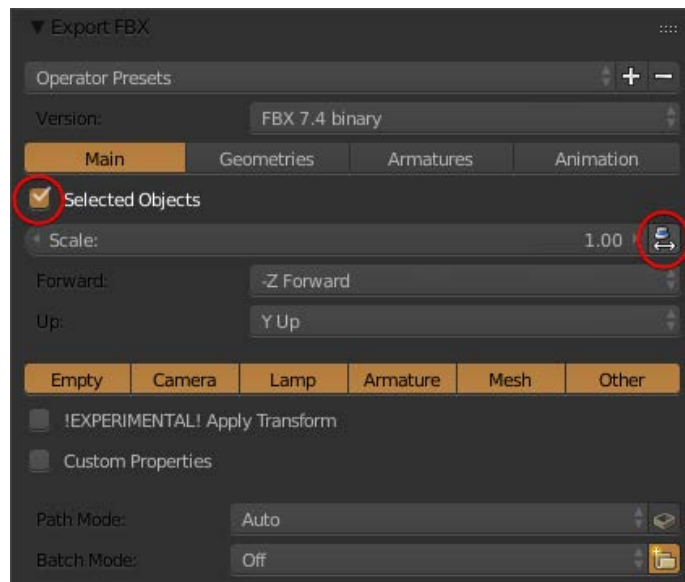 ▼ Export FBX
Operator Presets + −
Version: FBX 7.4 binary
Main Geometries Armatures Animation
Selected Objects
Scale: 1.00
Forward: -Z Forward
Up: Y Up
Empty Camera Lamp Armature Mesh Other
!EXPERIMENTAL! Apply Transform
Custom Properties
Path Mode: Auto
Batch Mode: Off